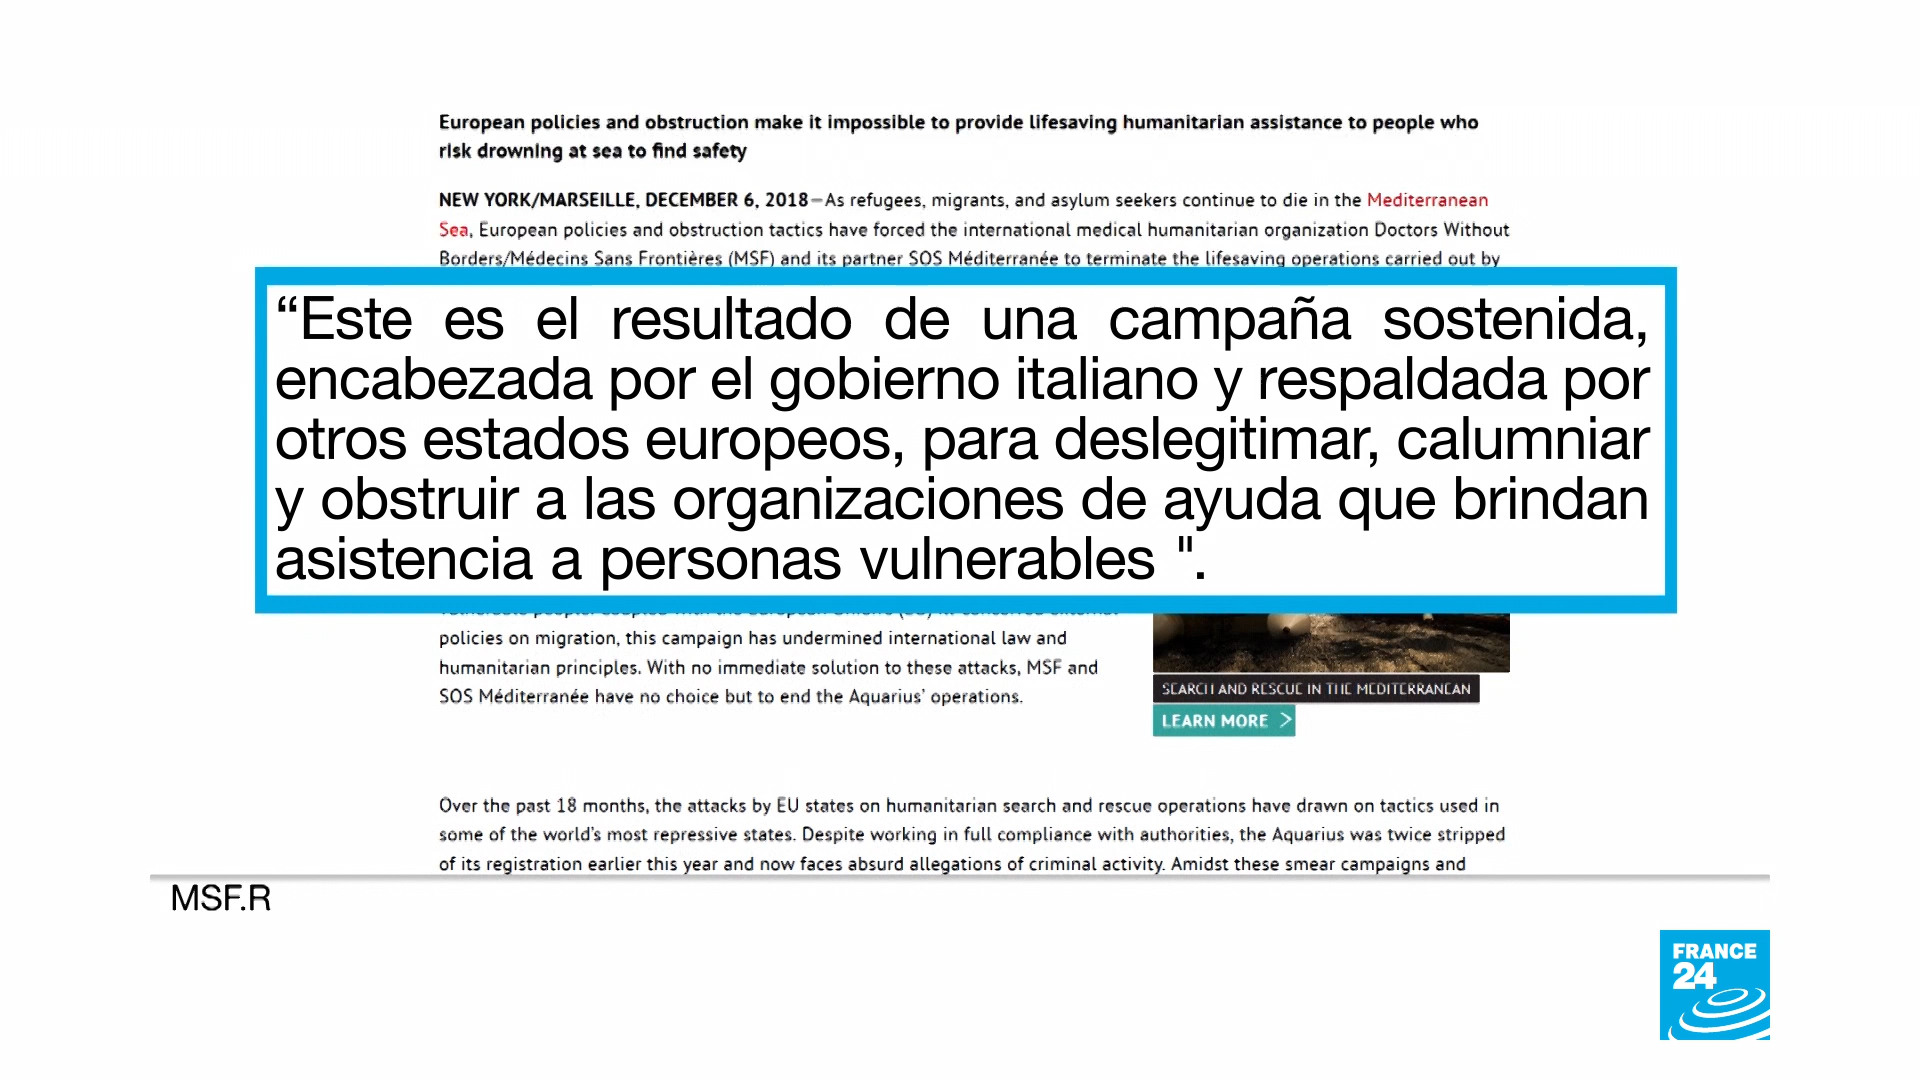 European policies and obstruction make it impossible to provide lifesaving humanitarian assistance to people who
risk drowning at sea to find safety
NEW YORK/MARSEILLE, DECEMBER 6, 2018—As refugees, migrants, and asylum seekers continue to die in the Mediterranean
Sea, European policies and obstruction tactics have forced the international medical humanitarian organization Doctors Without
Borders/Médecins Sans Frontières (MSF) and its partner SOS Méditerranée to terminate the lifesaving operations carried out by
“Este es el resultado de una campaña sostenida,
encabezada por el gobierno italiano y respaldada por
otros estados europeos, para deslegitimar, calumniar
y obstruir a las organizaciones de ayuda que brindan
asistencia a personas vulnerables ".
policies on migration, this campaign has undermined international law and
humanitarian principles. With no immediate solution to these attacks, MSF and
SOS Méditerranée have no choice but to end the Aquarius’ operations.
SEARCH AND RESCUE IN THE MEDITERRANEAN
LEARN MORE >
Over the past 18 months, the attacks by EU states on humanitarian search and rescue operations have drawn on tactics used in
some of the world’s most repressive states. Despite working in full compliance with authorities, the Aquarius was twice stripped
of its registration earlier this year and now faces absurd allegations of criminal activity. Amidst these smear campaigns and
MSF.R
FRANCE
24